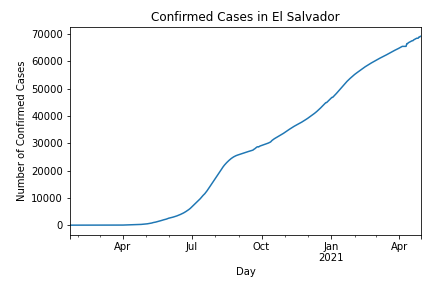 Confirmed Cases in El Salvador
70000
60000
50000
40000
30000
20000
10000
0
Number of Confirmed Cases
Apr Jul Oct Jan Apr
2021
Day